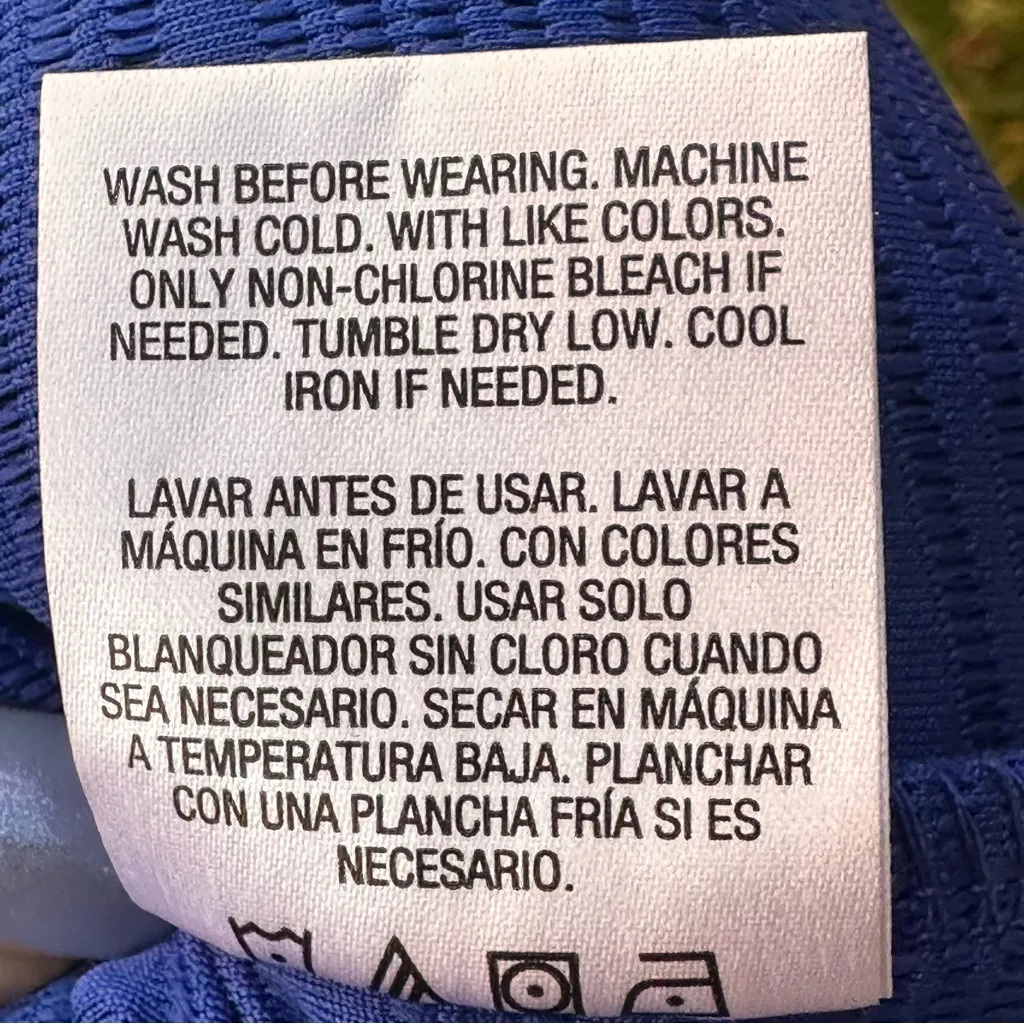 WASH BEFORE WEARING. MACHINE
WASH COLD. WITH LIKE COLORS.
ONLY NON-CHLORINE BLEACH IF
NEEDED. TUMBLE DRY LOW. COOL
IRON IF NEEDED.
LAVAR ANTES DE USAR. LAVAR A
MÁQUINA EN FRÍO. CON COLORES
SIMILARES. USAR SOLO
BLANQUEADOR SIN CLORO CUANDO
SEA NECESARIO. SECAR EN MÁQUINA
A TEMPERATURA BAJA. PLANCHAR
CON UNA PLANCHA FRÍA SI ES
NECESARIO.